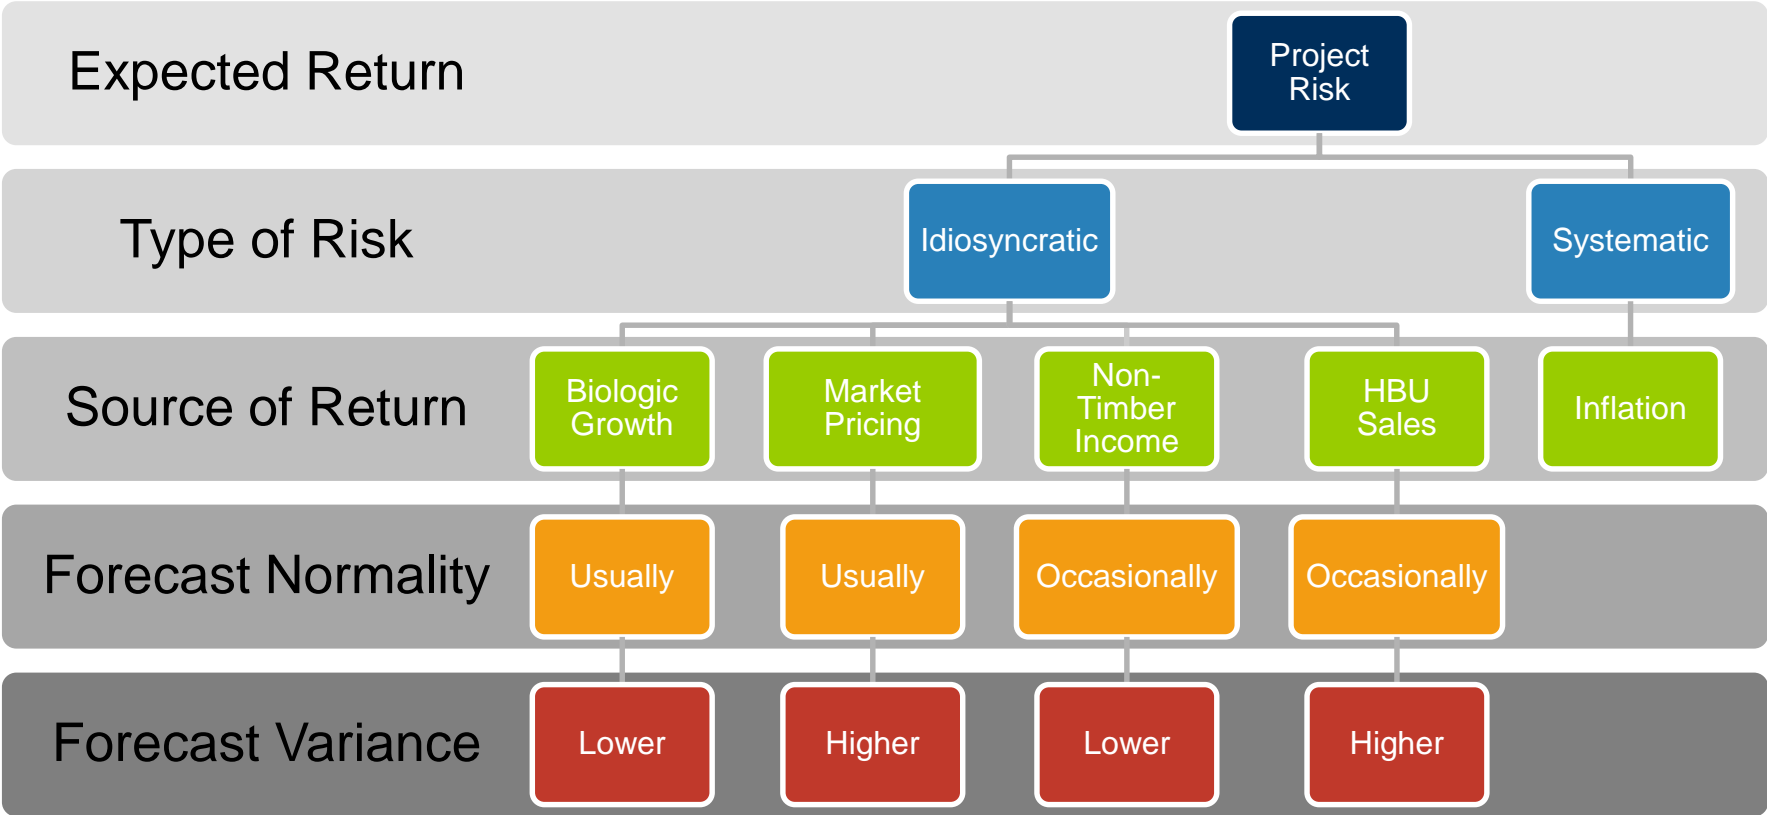 Expected Return
Project
Risk
Type of Risk
Idiosyncratic
Systematic
Source of Return
Biologic
Growth
Market
Pricing
Non-
Timber
Income
HBU
Sales
Inflation
Forecast Normality
Usually
Usually
Occasionally
Occasionally
Forecast Variance
Lower
Higher
Lower
Higher